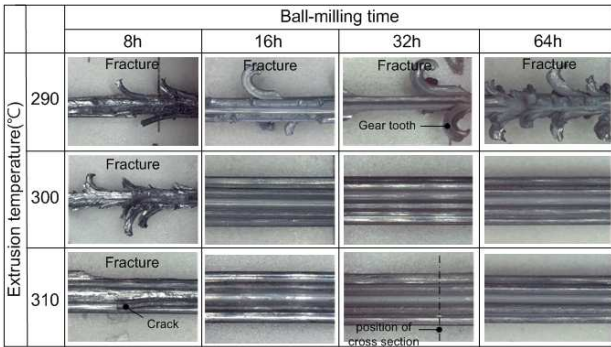 Ball-milling time
8h 16h 32h 64h
Extrusion temperature(℃)
290
Fracture Fracture Fracture Fracture
Gear tooth
300
Fracture
310
Fracture
Crack
position of
cross section